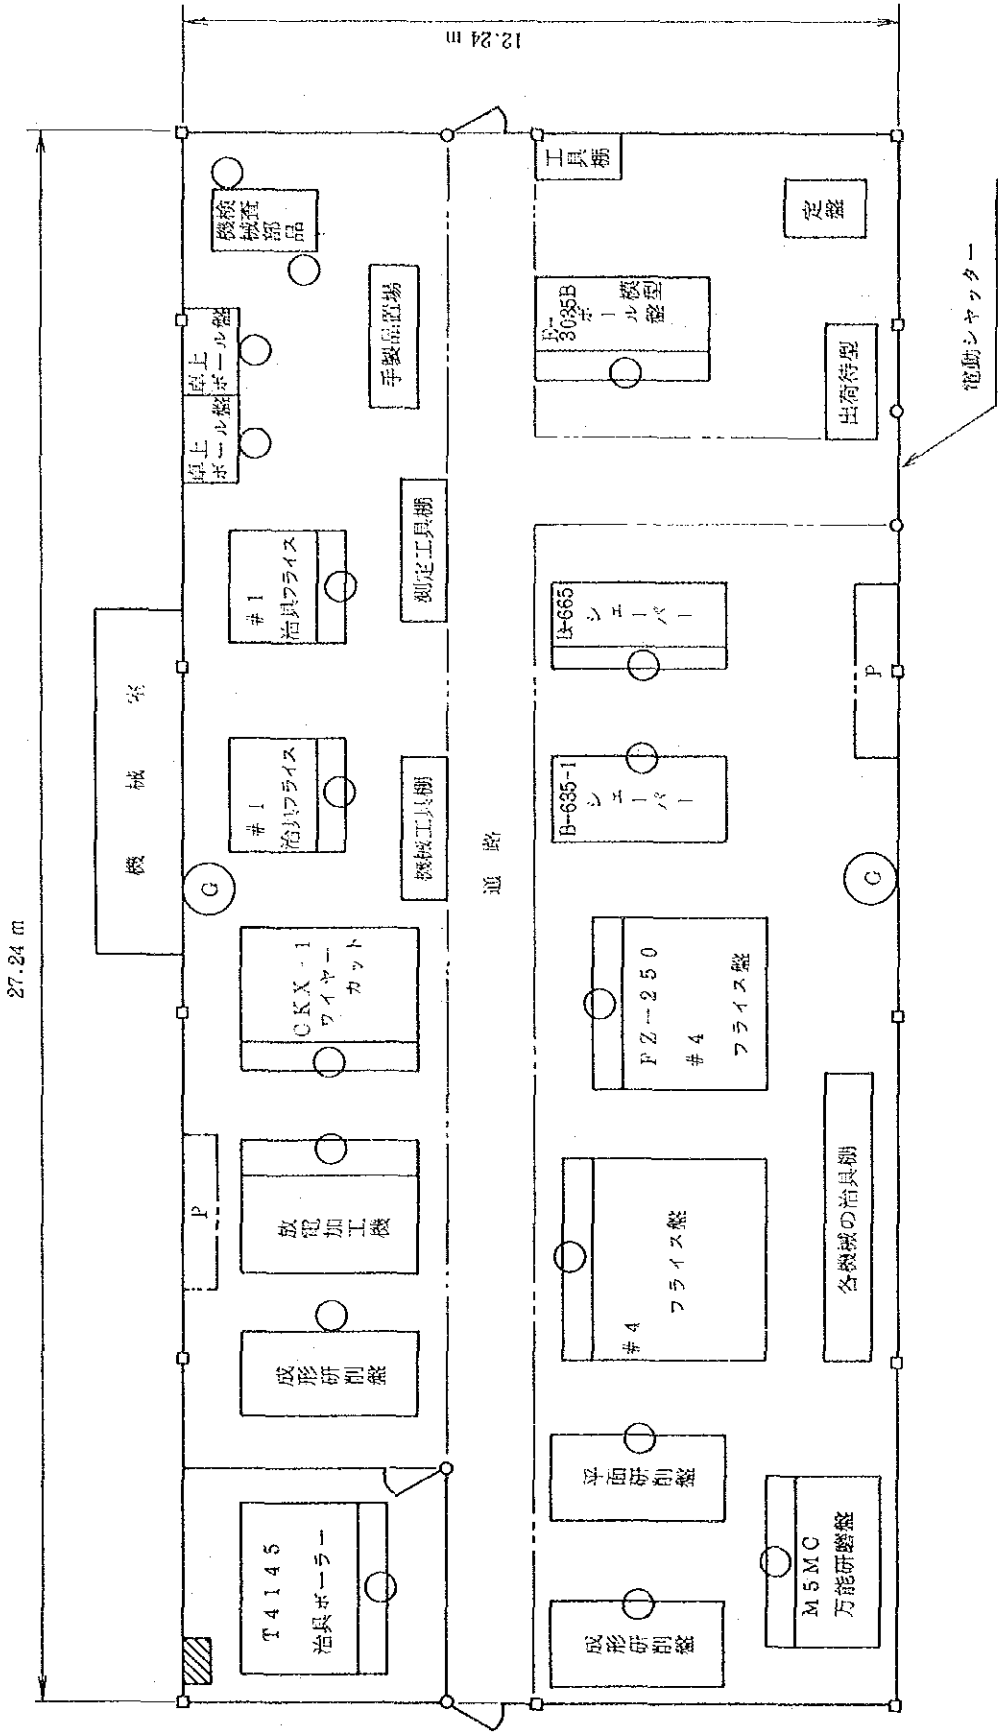 27.24 m
12.24 m
機械室
T4145
治具ボーラー
成形研削盤
P
放電加工機
CKX-1
ワイヤーカット
G
#1
治具フライス
#1
治具フライス
卓上
ボール盤
卓上
ボール盤
機械部品
検査
機械工具棚
測定工具棚
手製品置場
通路
成形研削盤
平面研削盤
M5MC
万能研磨盤
#4
フライス盤
各機械の治具棚
FZ-250
#4
フライス盤
G
B-635-1
シェーパー
シェーパー
P
3035B
ボール盤
模型
工具棚
定盤
出荷待型
電動シャッター